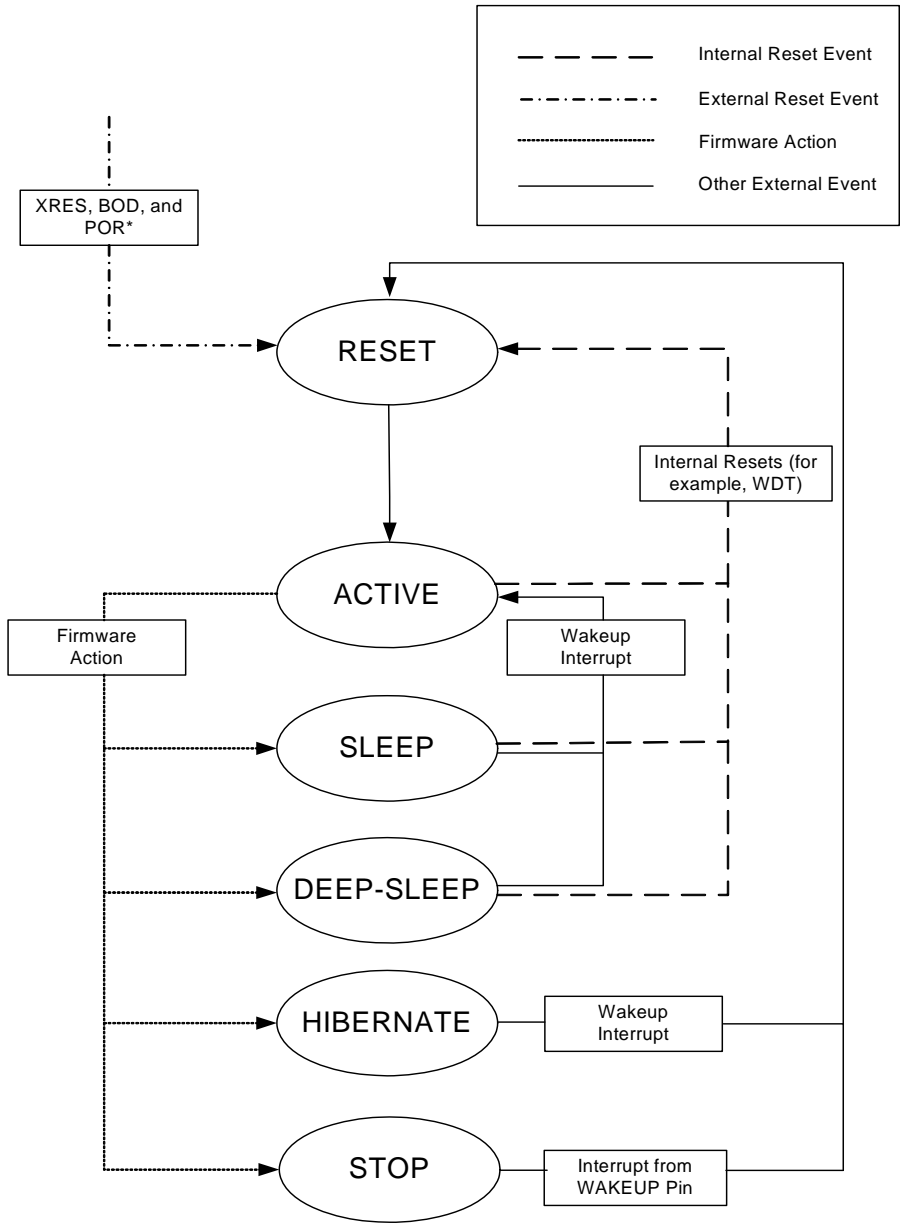 Internal Reset Event
External Reset Event
Firmware Action
Other External Event
XRES, BOD, and
POR*
RESET
Internal Resets (for
example, WDT)
ACTIVE
Firmware
Action
Wakeup
Interrupt
SLEEP
DEEP-SLEEP
HIBERNATE
Wakeup
Interrupt
STOP
Interrupt from
WAKEUP Pin